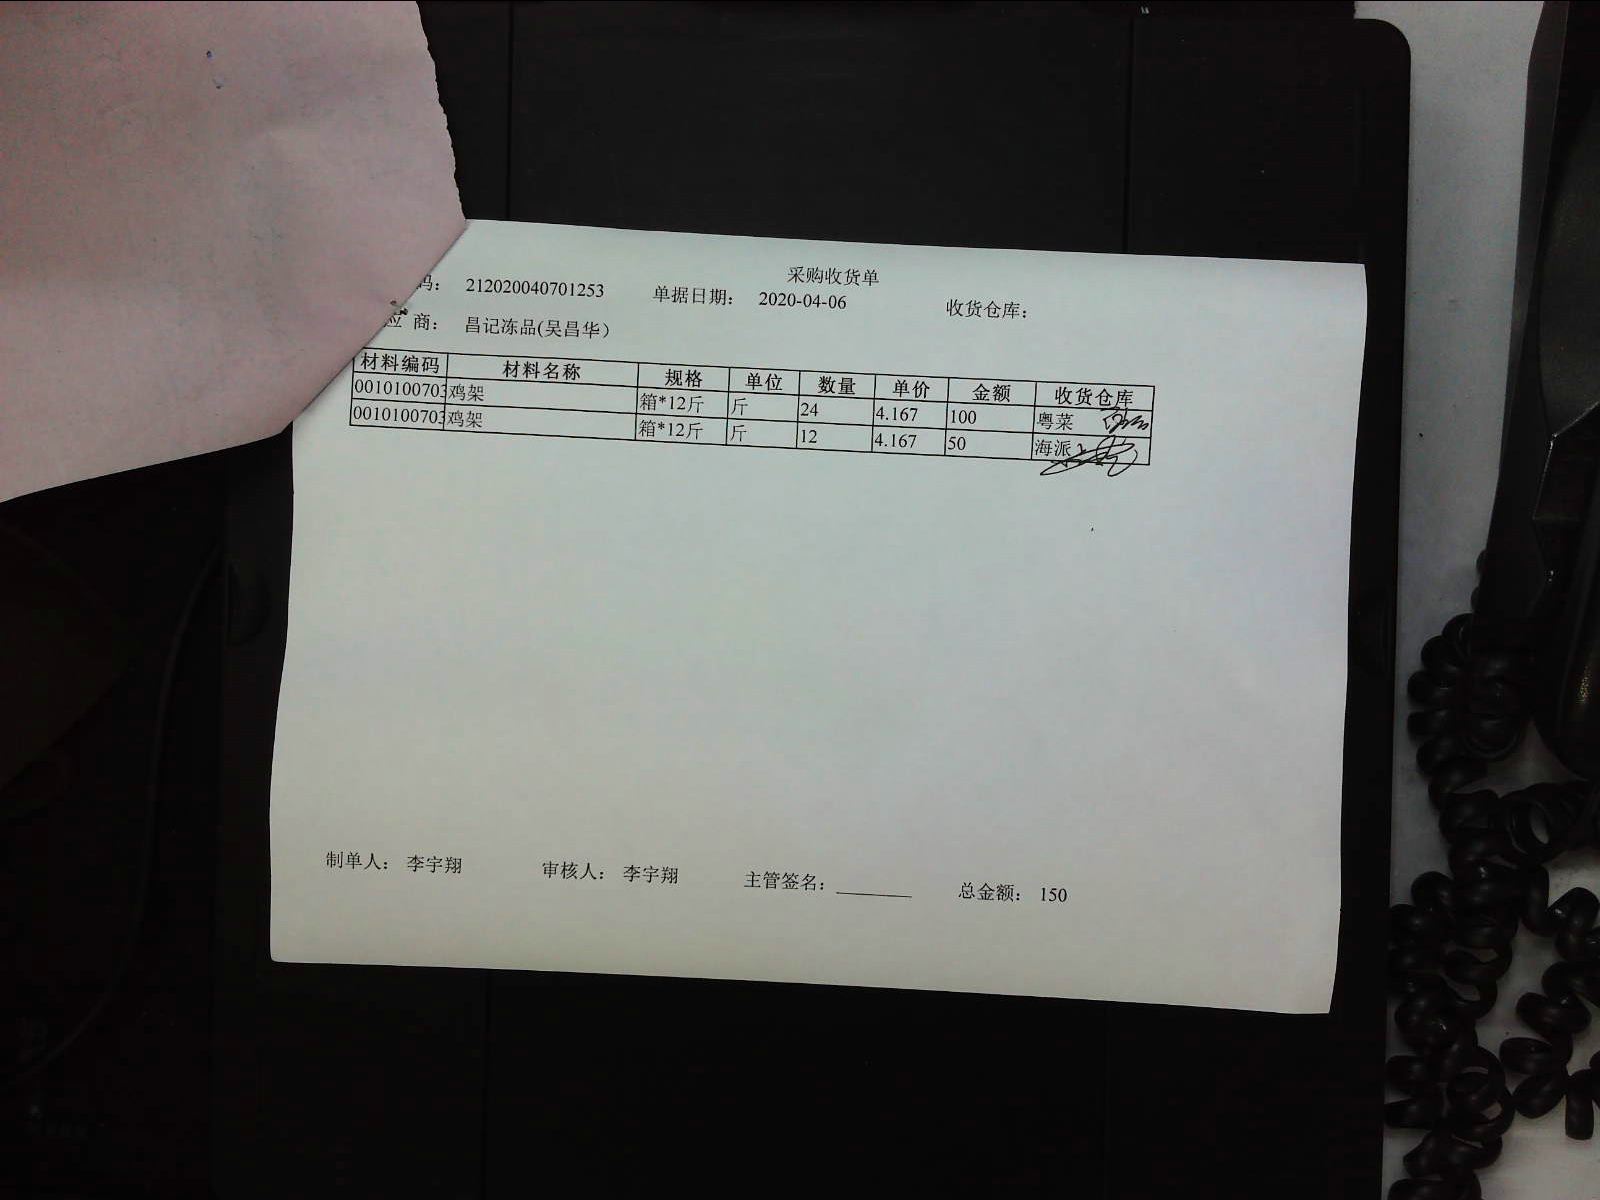 采购收货单
码： 212020040701253 单据日期： 2020-04-06 收货仓库：
应 商： 昌记冻品(吴昌华）
材料编码 材料名称 规格 单位 数量 单价 金额 收货仓库
0010100703 鸡架 箱*12斤 斤 24 4.167 100 粤菜
0010100703 鸡架 箱*12斤 斤 12 4.167 50 海派
制单人： 李宇翔 审核人： 李宇翔 主管签名： 总金额： 150